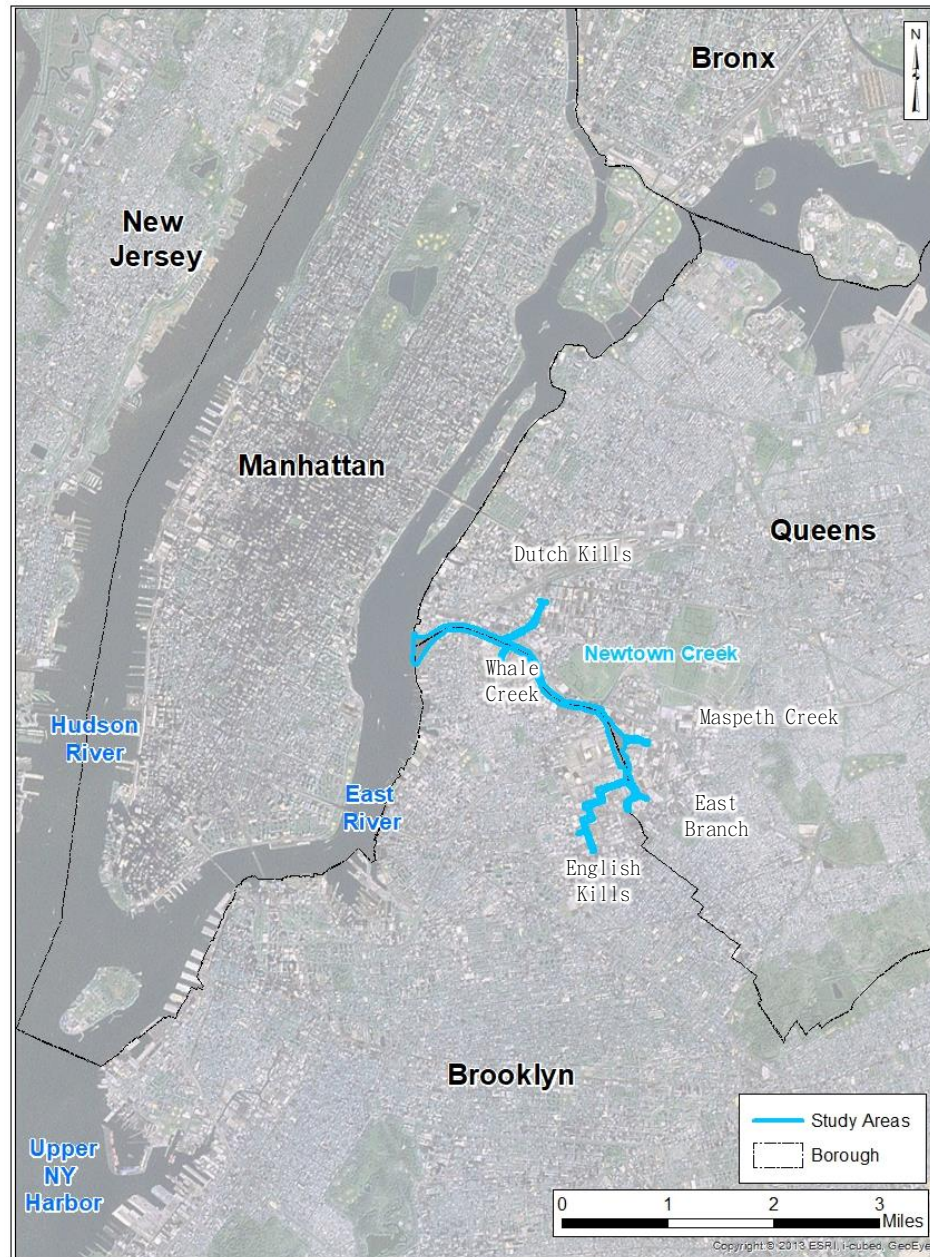 N
Bronx
New
Jersey
Manhattan
Queens
Dutch Kills
Newtown Creek
Whale
Creek
Maspeth Creek
Hudson
River
East
River
East
Branch
English
Kills
Brooklyn
Upper
NY
Harbor
Study Areas
Borough
0 1 2 3
Miles
Copyright © 2013 ESRI, i-cubed, GeoEye